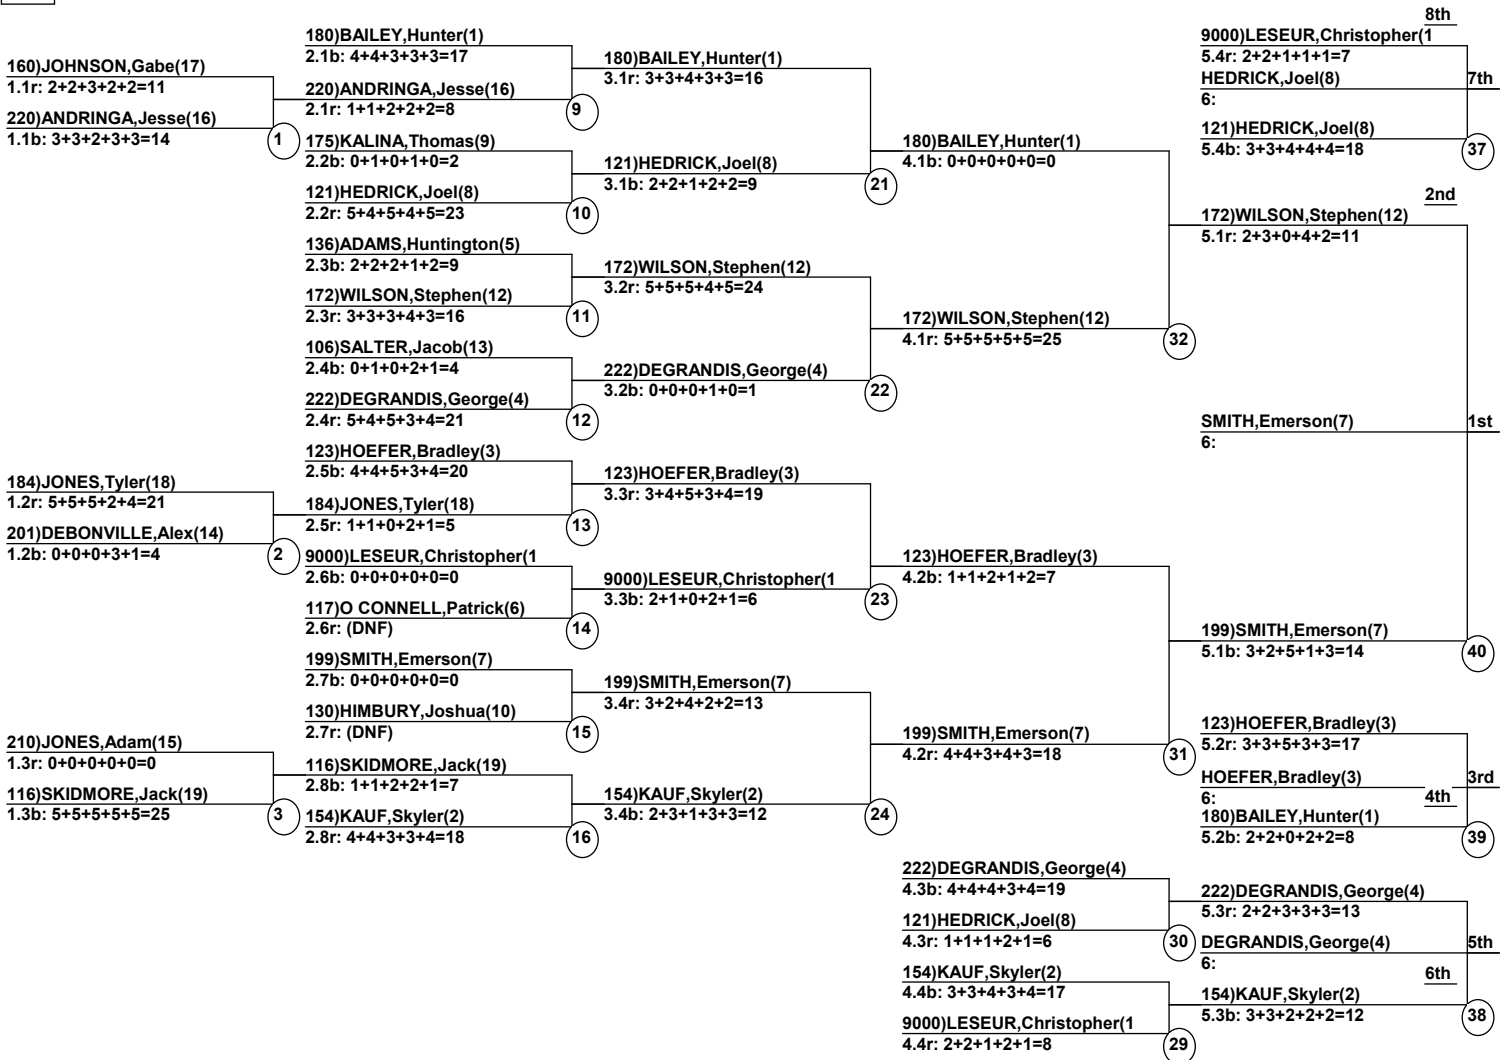 160)JOHNSON,Gabe(17)
1.1r: 2+2+3+2+2=11
220)ANDRINGA,Jesse(16)
1.1b: 3+3+2+3+3=14
1
184)JONES,Tyler(18)
1.2r: 5+5+5+2+4=21
201)DEBONVILLE,Alex(14)
1.2b: 0+0+0+3+1=4
2
210)JONES,Adam(15)
1.3r: 0+0+0+0+0=0
116)SKIDMORE,Jack(19)
1.3b: 5+5+5+5+5=25
3
180)BAILEY,Hunter(1)
2.1b: 4+4+3+3+3=17
220)ANDRINGA,Jesse(16)
2.1r: 1+1+2+2+2=8
9
175)KALINA,Thomas(9)
2.2b: 0+1+0+1+0=2
121)HEDRICK,Joel(8)
2.2r: 5+4+5+4+5=23
10
136)ADAMS,Huntington(5)
2.3b: 2+2+2+1+2=9
172)WILSON,Stephen(12)
2.3r: 3+3+3+4+3=16
11
106)SALTER,Jacob(13)
2.4b: 0+1+0+2+1=4
222)DEGRANDIS,George(4)
2.4r: 5+4+5+3+4=21
12
123)HOEFER,Bradley(3)
2.5b: 4+4+5+3+4=20
184)JONES,Tyler(18)
2.5r: 1+1+0+2+1=5
13
9000)LESEUR,Christopher(1
2.6b: 0+0+0+0+0=0
117)O CONNELL,Patrick(6)
2.6r: (DNF)
14
199)SMITH,Emerson(7)
2.7b: 0+0+0+0+0=0
130)HIMBURY,Joshua(10)
2.7r: (DNF)
15
116)SKIDMORE,Jack(19)
2.8b: 1+1+2+2+1=7
154)KAUF,Skyler(2)
2.8r: 4+4+3+3+4=18
16
180)BAILEY,Hunter(1)
3.1r: 3+3+4+3+3=16
121)HEDRICK,Joel(8)
3.1b: 2+2+1+2+2=9
21
172)WILSON,Stephen(12)
3.2r: 5+5+5+4+5=24
222)DEGRANDIS,George(4)
3.2b: 0+0+0+1+0=1
22
123)HOEFER,Bradley(3)
3.3r: 3+4+5+3+4=19
9000)LESEUR,Christopher(1
3.3b: 2+1+0+2+1=6
23
199)SMITH,Emerson(7)
3.4r: 3+2+4+2+2=13
154)KAUF,Skyler(2)
3.4b: 2+3+1+3+3=12
24
180)BAILEY,Hunter(1)
4.1b: 0+0+0+0+0=0
172)WILSON,Stephen(12)
4.1r: 5+5+5+5+5=25
32
123)HOEFER,Bradley(3)
4.2b: 1+1+2+1+2=7
199)SMITH,Emerson(7)
4.2r: 4+4+3+4+3=18
31
222)DEGRANDIS,George(4)
4.3b: 4+4+4+3+4=19
121)HEDRICK,Joel(8)
4.3r: 1+1+1+2+1=6
30
154)KAUF,Skyler(2)
4.4b: 3+3+4+3+4=17
9000)LESEUR,Christopher(1
4.4r: 2+2+1+2+1=8
29
8th
9000)LESEUR,Christopher(1
5.4r: 2+2+1+1+1=7
HEDRICK,Joel(8)
7th
6:
121)HEDRICK,Joel(8)
5.4b: 3+3+4+4+4=18
37
2nd
172)WILSON,Stephen(12)
5.1r: 2+3+0+4+2=11
SMITH,Emerson(7)
1st
6:
199)SMITH,Emerson(7)
5.1b: 3+2+5+1+3=14
40
123)HOEFER,Bradley(3)
5.2r: 3+3+5+3+3=17
HOEFER,Bradley(3)
3rd
6:
4th
180)BAILEY,Hunter(1)
5.2b: 2+2+0+2+2=8
39
222)DEGRANDIS,George(4)
5.3r: 2+2+3+3+3=13
DEGRANDIS,George(4)
5th
6:
6th
154)KAUF,Skyler(2)
5.3b: 3+3+2+2+2=12
38